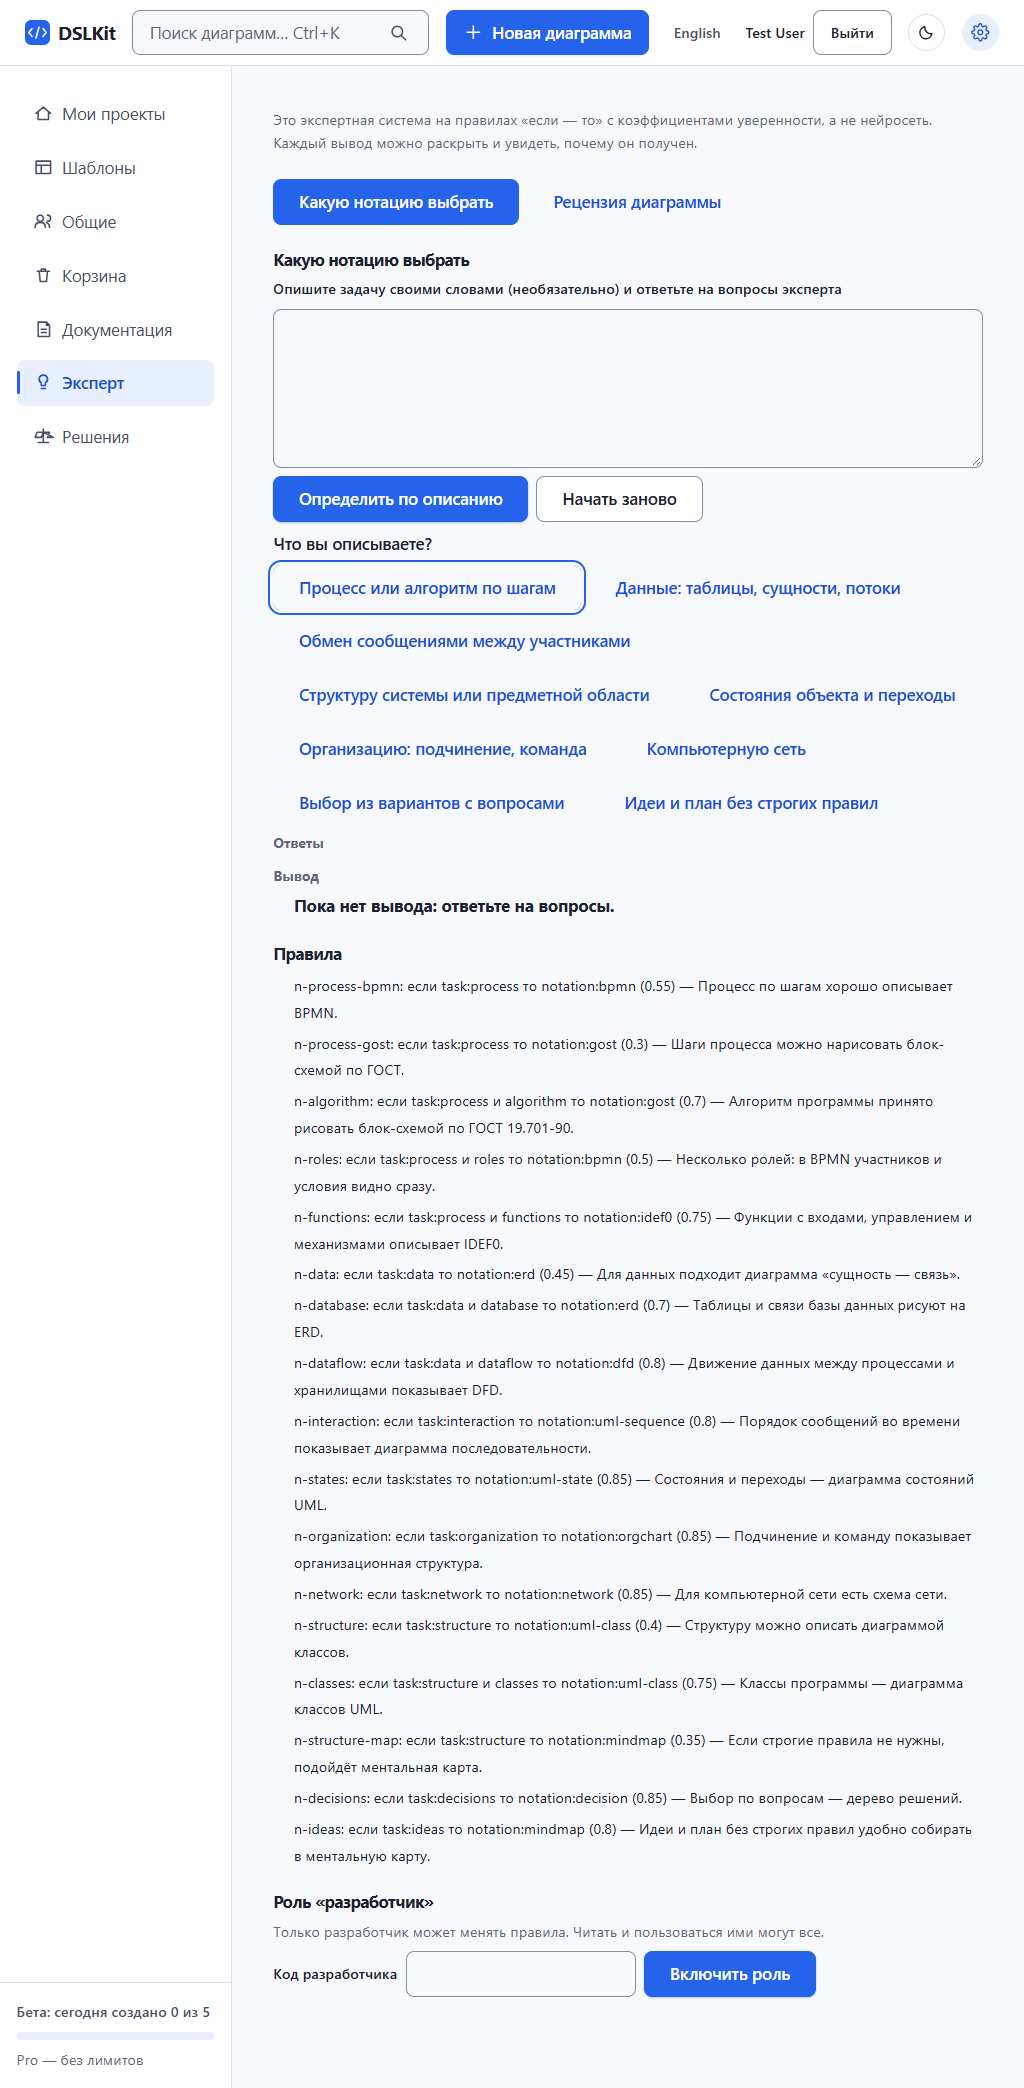 DSLKit
Поиск диаграмм... Ctrl+K
Новая диаграмма
English
Test User
Выйти
Мои проекты
Шаблоны
Общие
Корзина
Документация
Эксперт
Решения
Бета: сегодня создано 0 из 5
Pro — без лимитов
Это экспертная система на правилах «если — то» с коэффициентами уверенности, а не нейросеть.
Каждый вывод можно раскрыть и увидеть, почему он получен.
Какую нотацию выбрать
Рецензия диаграммы
Какую нотацию выбрать
Опишите задачу своими словами (необязательно) и ответьте на вопросы эксперта
Определить по описанию
Начать заново
Что вы описываете?
Процесс или алгоритм по шагам
Данные: таблицы, сущности, потоки
Обмен сообщениями между участниками
Структуру системы или предметной области
Состояния объекта и переходы
Организацию: подчинение, команда
Компьютерную сеть
Выбор из вариантов с вопросами
Идеи и план без строгих правил
Ответы
Вывод
Пока нет вывода: ответьте на вопросы.
Правила
n-process-bpmn: если task:process то notation:bpmn (0.55) — Процесс по шагам хорошо описывает
BPMN.
n-process-gost: если task:process то notation:gost (0.3) — Шаги процесса можно нарисовать блок-
схемой по ГОСТ.
n-algorithm: если task:process и algorithm то notation:gost (0.7) — Алгоритм программы принято
рисовать блок-схемой по ГОСТ 19.701-90.
n-roles: если task:process и roles то notation:bpmn (0.5) — Несколько ролей: в BPMN участников и
условия видно сразу.
n-functions: если task:process и functions то notation:idef0 (0.75) — Функции с входами, управлением и
механизмами описывает IDEF0.
n-data: если task:data то notation:erd (0.45) — Для данных подходит диаграмма «сущность — связь».
n-database: если task:data и database то notation:erd (0.7) — Таблицы и связи базы данных рисуют на
ERD.
n-dataflow: если task:data и dataflow то notation:dfd (0.8) — Движение данных между процессами и
хранилищами показывает DFD.
n-interaction: если task:interaction то notation:uml-sequence (0.8) — Порядок сообщений во времени
показывает диаграмма последовательности.
n-states: если task:states то notation:uml-state (0.85) — Состояния и переходы — диаграмма состояний
UML.
n-organization: если task:organization то notation:orgchart (0.85) — Подчинение и команду показывает
организационная структура.
n-network: если task:network то notation:network (0.85) — Для компьютерной сети есть схема сети.
n-structure: если task:structure то notation:uml-class (0.4) — Структуру можно описать диаграммой
классов.
n-classes: если task:structure и classes то notation:uml-class (0.75) — Классы программы — диаграмма
классов UML.
n-structure-map: если task:structure то notation:mindmap (0.35) — Если строгие правила не нужны,
подойдёт ментальная карта.
n-decisions: если task:decisions то notation:decision (0.85) — Выбор по вопросам — дерево решений.
n-ideas: если task:ideas то notation:mindmap (0.8) — Идеи и план без строгих правил удобно собирать
в ментальную карту.
Роль «разработчик»
Только разработчик может менять правила. Читать и пользоваться ими могут все.
Код разработчика
Включить роль